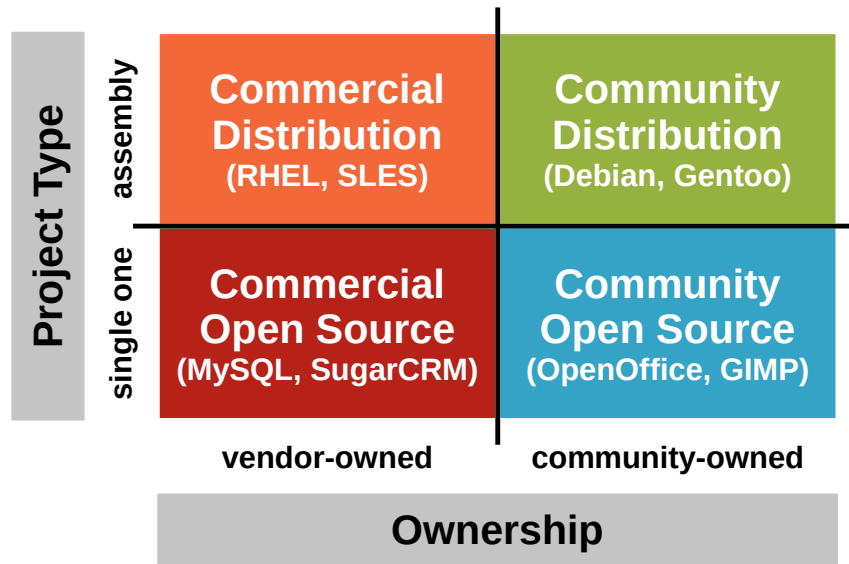 Project Type
assembly
Commercial
Distribution
(RHEL, SLES)
Community
Distribution
(Debian, Gentoo)
single one
Commercial
Open Source
(MySQL, SugarCRM)
Community
Open Source
(OpenOffice, GIMP)
vendor-owned
community-owned
Ownership